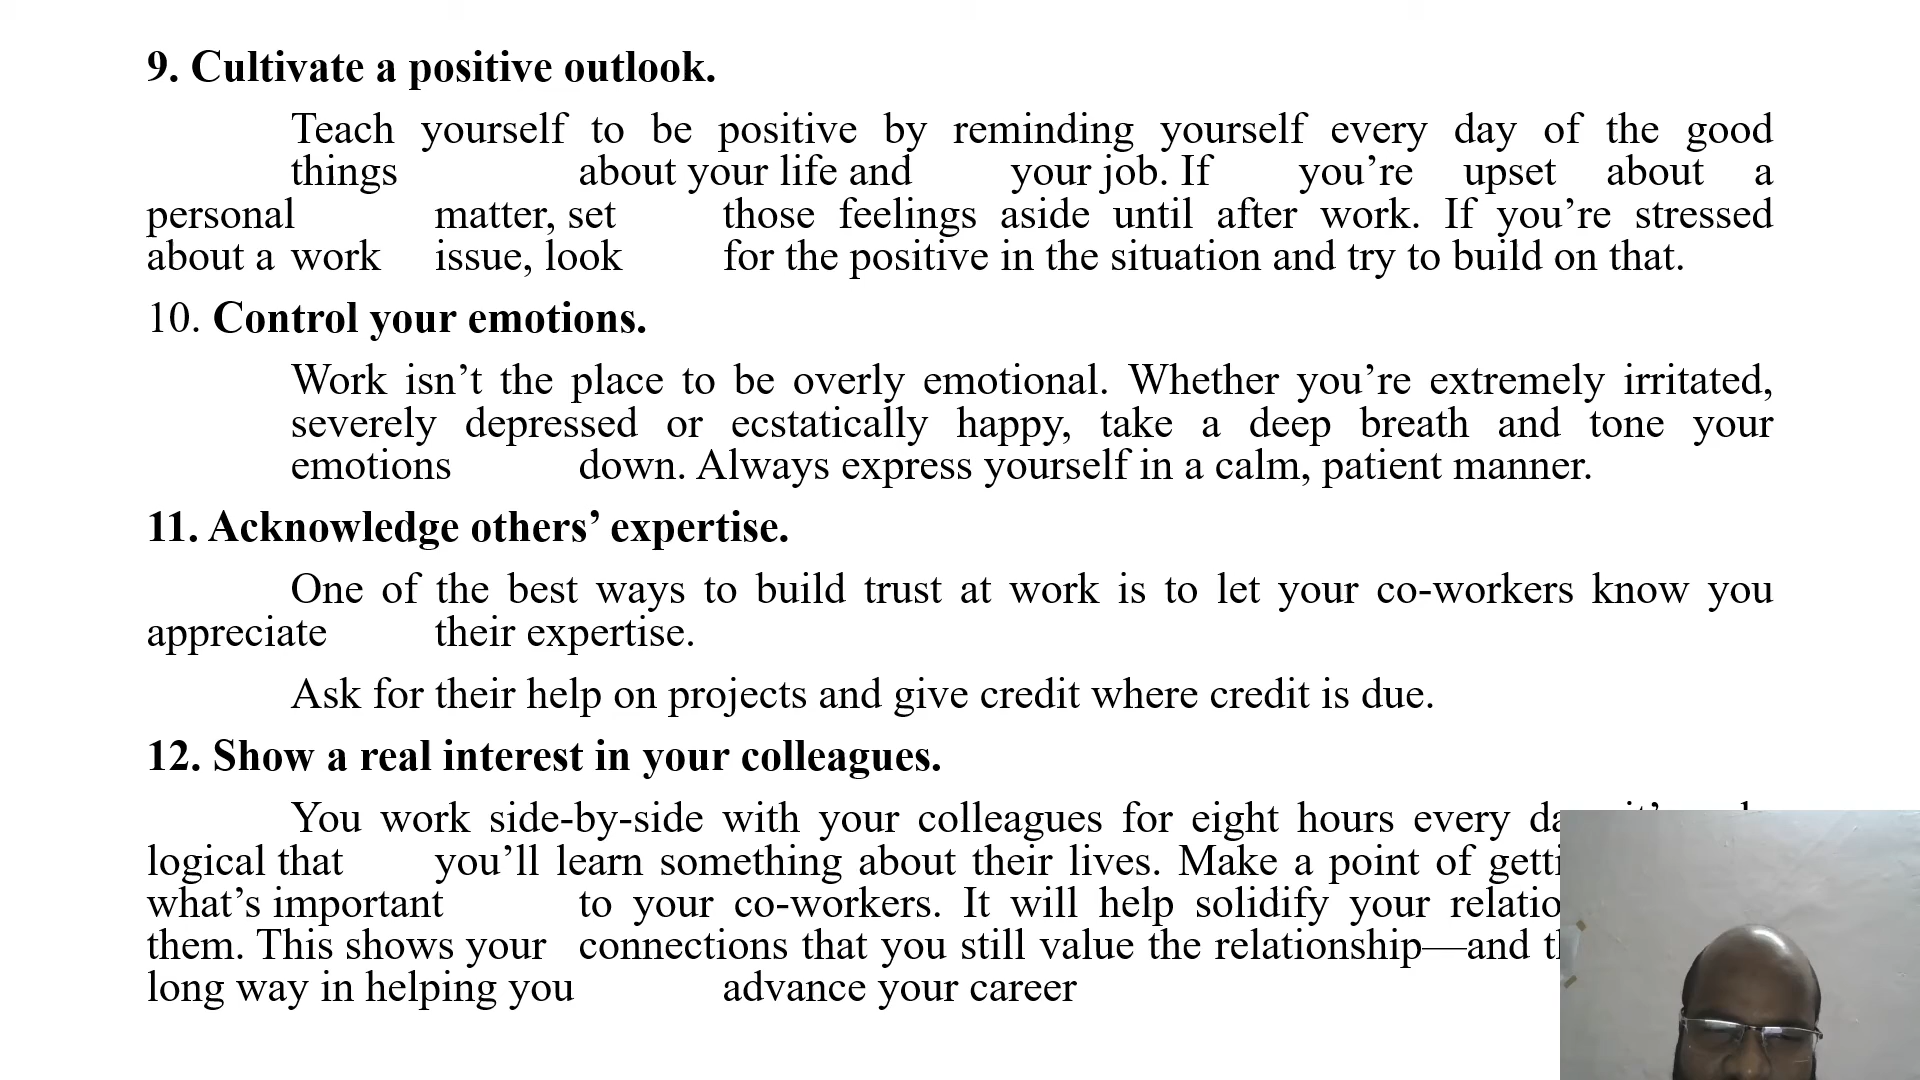 9. Cultivate a positive outlook.
Teach yourself to be positive by reminding yourself every day of the good
things about your life and your job. If you’re upset about a
personal matter, set those feelings aside until after work. If you’re stressed
about a work issue, look for the positive in the situation and try to build on that.
10. Control your emotions.
Work isn’t the place to be overly emotional. Whether you’re extremely irritated,
severely depressed or ecstatically happy, take a deep breath and tone your
emotions down. Always express yourself in a calm, patient manner.
11. Acknowledge others’ expertise.
One of the best ways to build trust at work is to let your co-workers know you
appreciate their expertise.
Ask for their help on projects and give credit where credit is due.
12. Show a real interest in your colleagues.
You work side-by-side with your colleagues for eight hours every
logical that you’ll learn something about their lives. Make a point of
what’s important to your co-workers. It will help solidify your
them. This shows your connections that you still value the relationship—and
long way in helping you advance your career